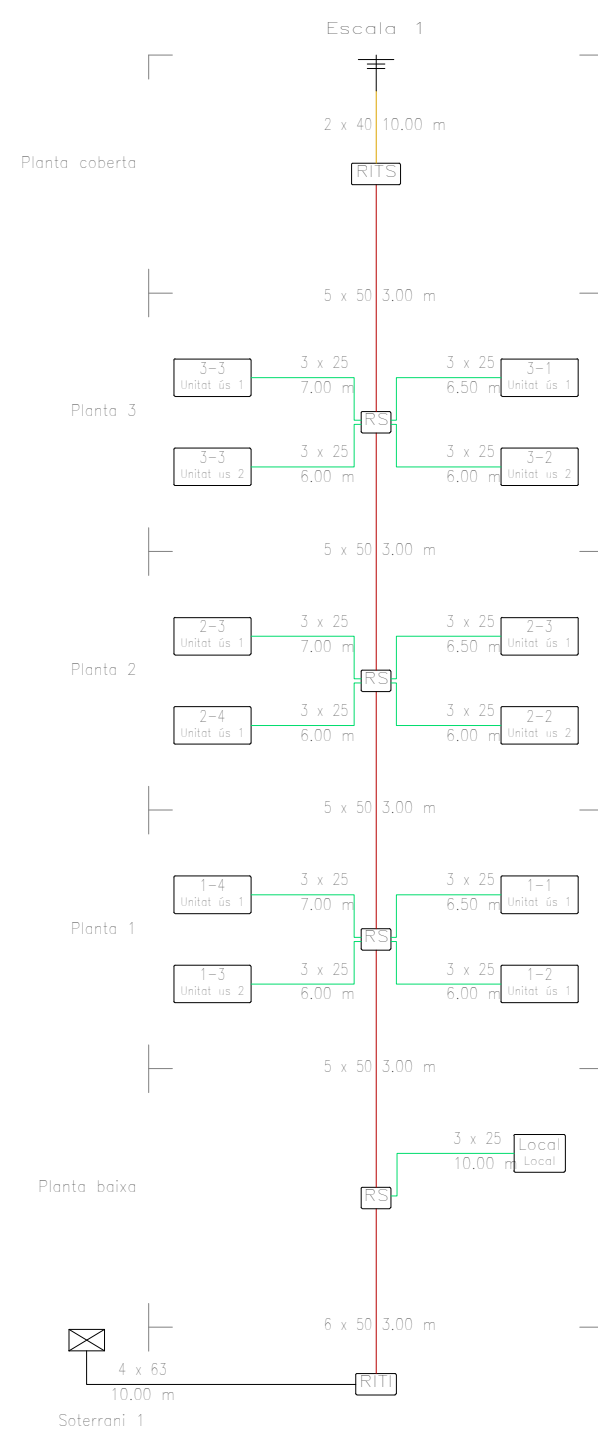 Escala 1
2 x 40 10.00 m
Planta coberta
RITS
5 x 50 3.00 m
3-3
Unitat ús 1
3 x 25
7.00 m
3 x 25
6.50 m
3-1
Unitat ús 1
Planta 3
RS
3-3
Unitat us 2
3 x 25
6.00 m
3 x 25
6.00 m
3-2
Unitat us 2
5 x 50 3.00 m
2-3
Unitat ús 1
3 x 25
7.00 m
3 x 25
6.50 m
2-3
Unitat ús 1
Planta 2
RS
2-4
Unitat ús 1
3 x 25
6.00 m
3 x 25
6.00 m
2-2
Unitat us 2
5 x 50 3.00 m
1-4
Unitat ús 1
3 x 25
7.00 m
3 x 25
6.50 m
1-1
Unitat ús 1
Planta 1
RS
1-3
Unitat us 2
3 x 25
6.00 m
3 x 25
6.00 m
1-2
Unitat ús 1
5 x 50 3.00 m
3 x 25
10.00 m
Local
Local
Planta baixa
RS
6 x 50 3.00 m
4 x 63
10.00 m
RITI
Soterrani 1